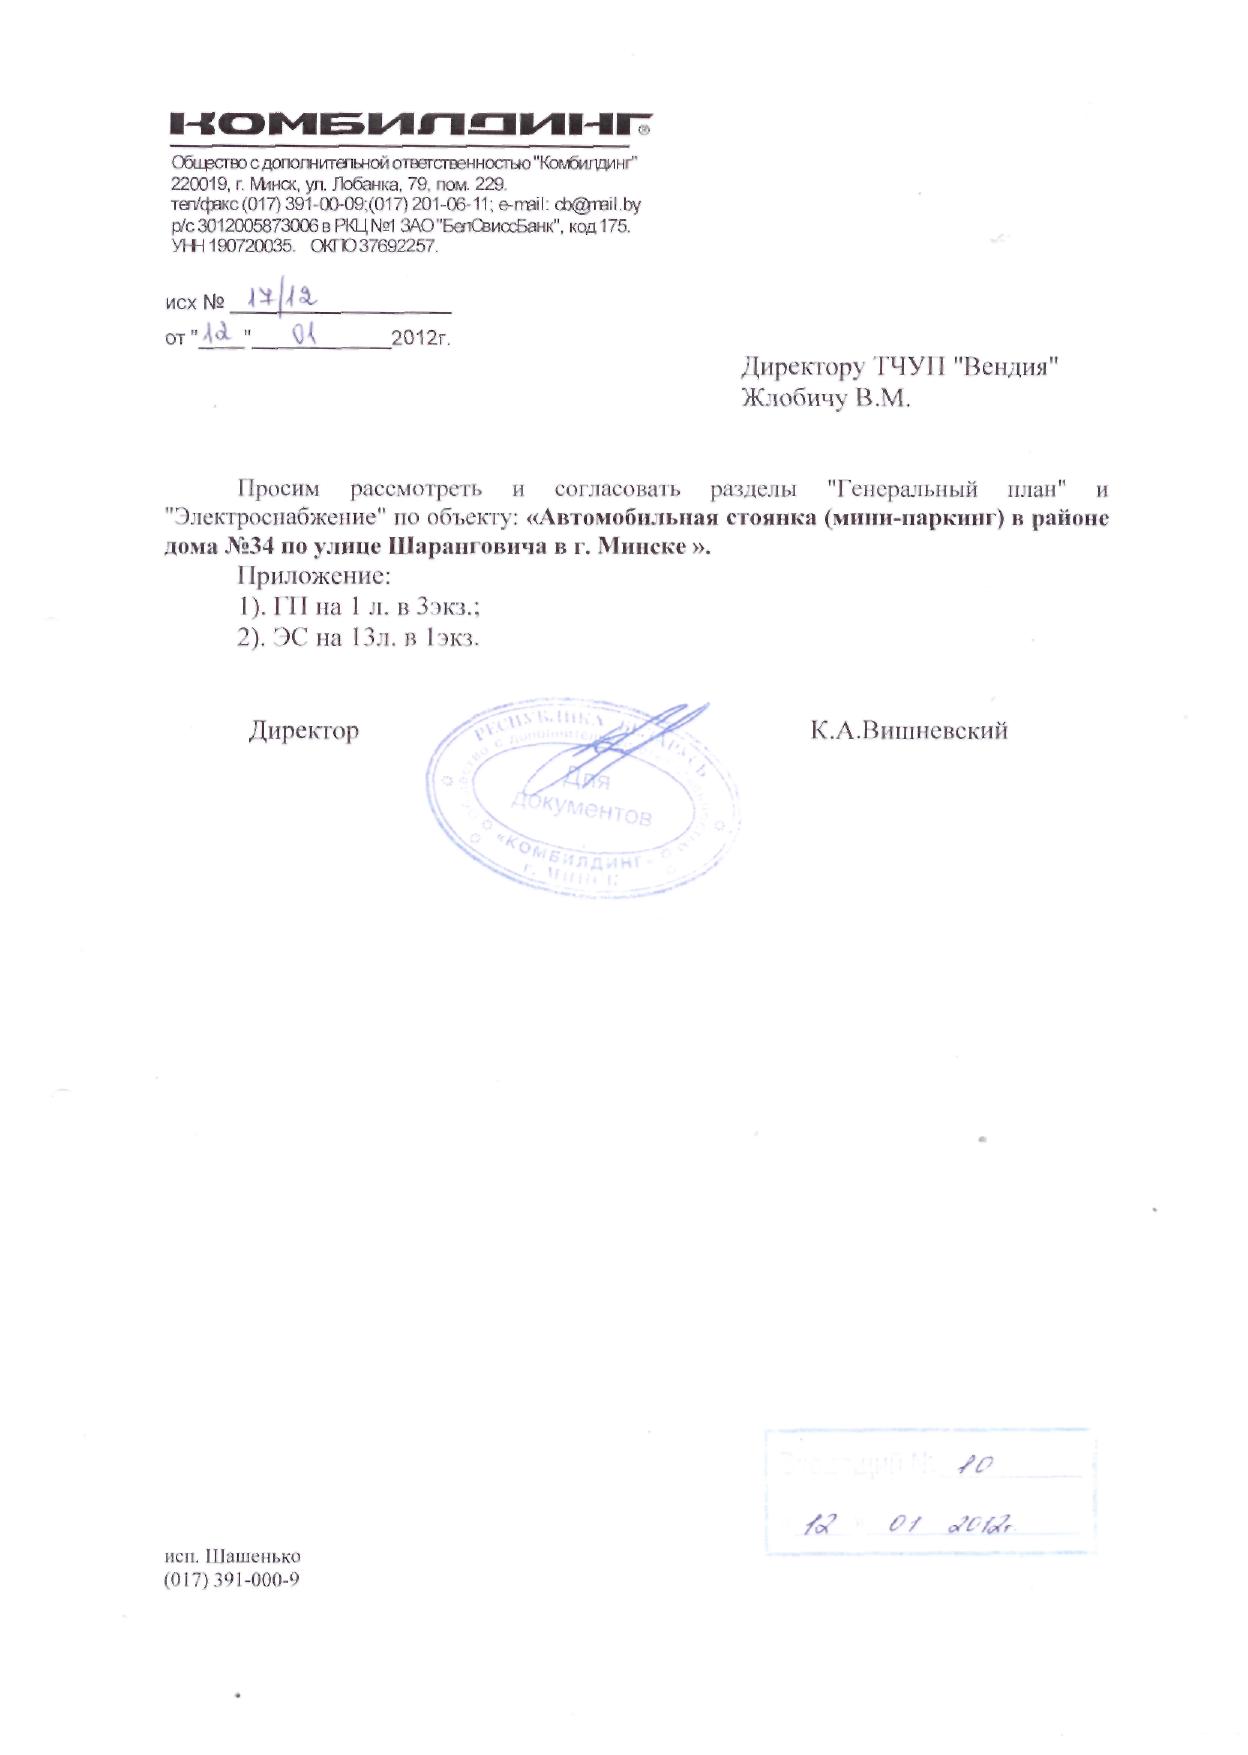 КОМБИЛДИНГ®
Общество с дополнительной ответственностью "Комбилдинг"
220019, г. Минск, ул. Лобанка, 79, пом. 229.
тел/факс (017) 391-00-09;(017) 201-06-11; e-mail: cb@mail.by
р/с 3012005873006 в РКЦ №1 ЗАО "БелСвиссБанк", код 175.
УНН 190720035. ОКПО 37692257.
исх № 17/12
от "12" 01 2012г.
Директору ТЧУП "Вендия"
Жлобичу В.М.
Просим рассмотреть и согласовать разделы "Генеральный план" и
"Электроснабжение" по объекту: «Автомобильная стоянка (мини-паркинг) в районе
дома №34 по улице Шаранговича в г. Минске ».
Приложение:
1). ГП на 1 л. в 3экз.;
2). ЭС на 13л. в 1экз.
Директор К.А.Вишневский
РЕСПУБЛИКА БЕЛАРУСЬ
Для
документов
«КОМБИЛДИНГ»
г. МИНСК
10
12 01 2012г.
исп. Шашенько
(017) 391-000-9